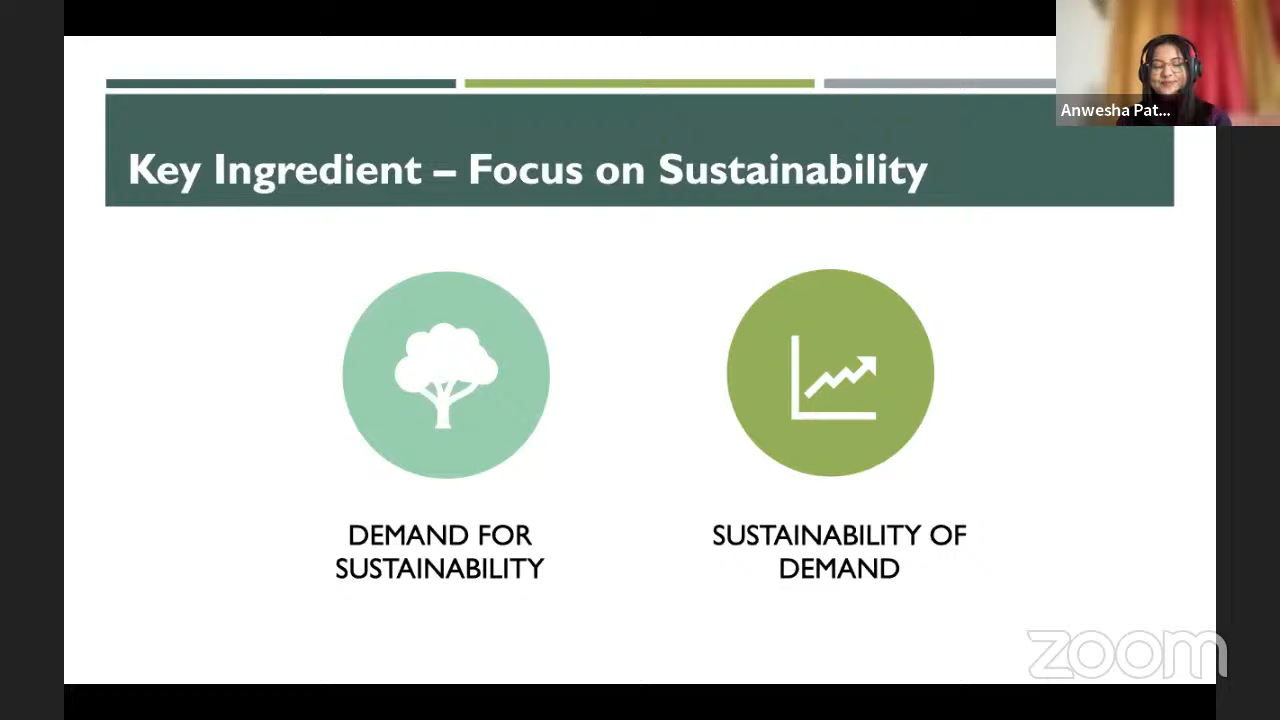 Anwesha Pat...
Key Ingredient – Focus on Sustainability
DEMAND FOR
SUSTAINABILITY
SUSTAINABILITY OF
DEMAND
zoom